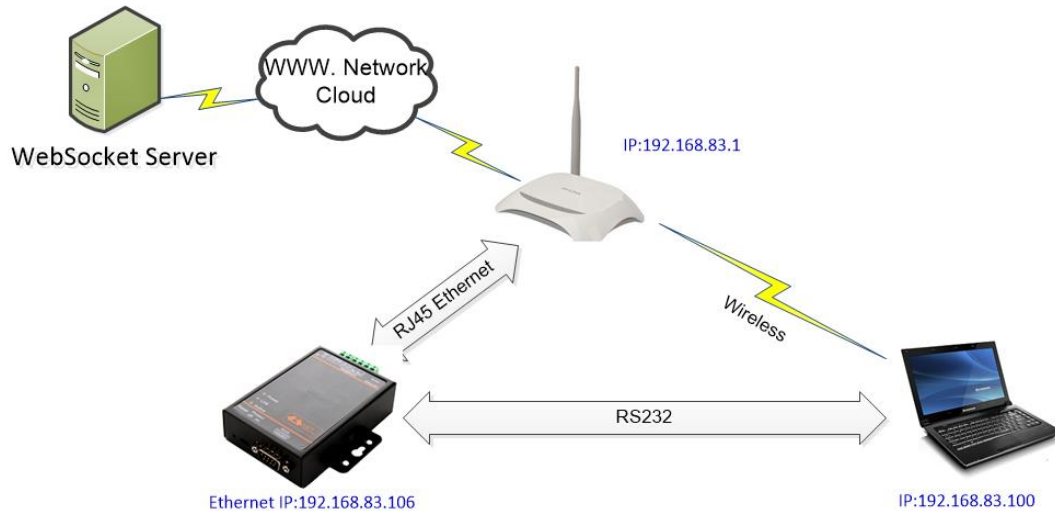 WWW. Network
Cloud
WebSocket Server
IP:192.168.83.1
RJ45 Ethernet
Wireless
RS232
Ethernet IP:192.168.83.106
IP:192.168.83.100